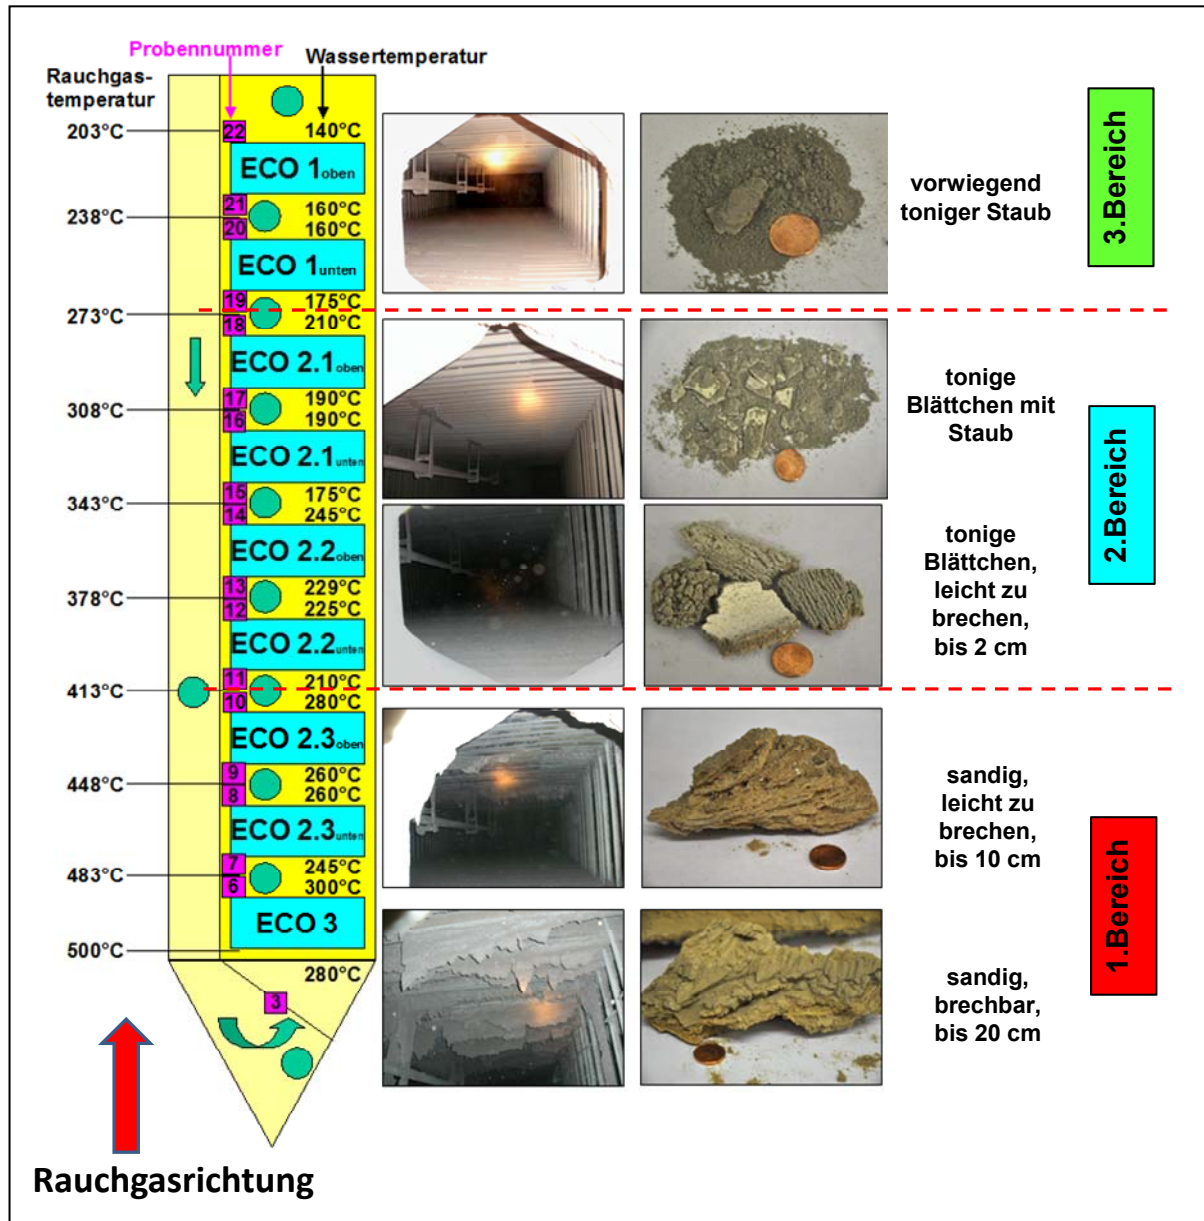 Probennummer
Wassertemperatur
Rauchgas-
temperatur
203°C
22
140°C
ECO 1oben
21
160°C
238°C
20
160°C
ECO 1unten
19
175°C
273°C
18
210°C
ECO 2.1oben
17
190°C
308°C
16
190°C
ECO 2.1unten
15
175°C
343°C
14
245°C
ECO 2.2oben
13
229°C
378°C
12
225°C
ECO 2.2unten
11
210°C
413°C
10
280°C
ECO 2.3oben
9
260°C
448°C
8
260°C
ECO 2.3unten
7
245°C
483°C
6
300°C
ECO 3
500°C
280°C
3
Rauchgasrichtung
vorwiegend
toniger Staub
3.Bereich
tonige
Blättchen mit
Staub
tonige
Blättchen,
leicht zu
brechen,
bis 2 cm
2.Bereich
sandig,
leicht zu
brechen,
bis 10 cm
sandig,
brechbar,
bis 20 cm
1.Bereich